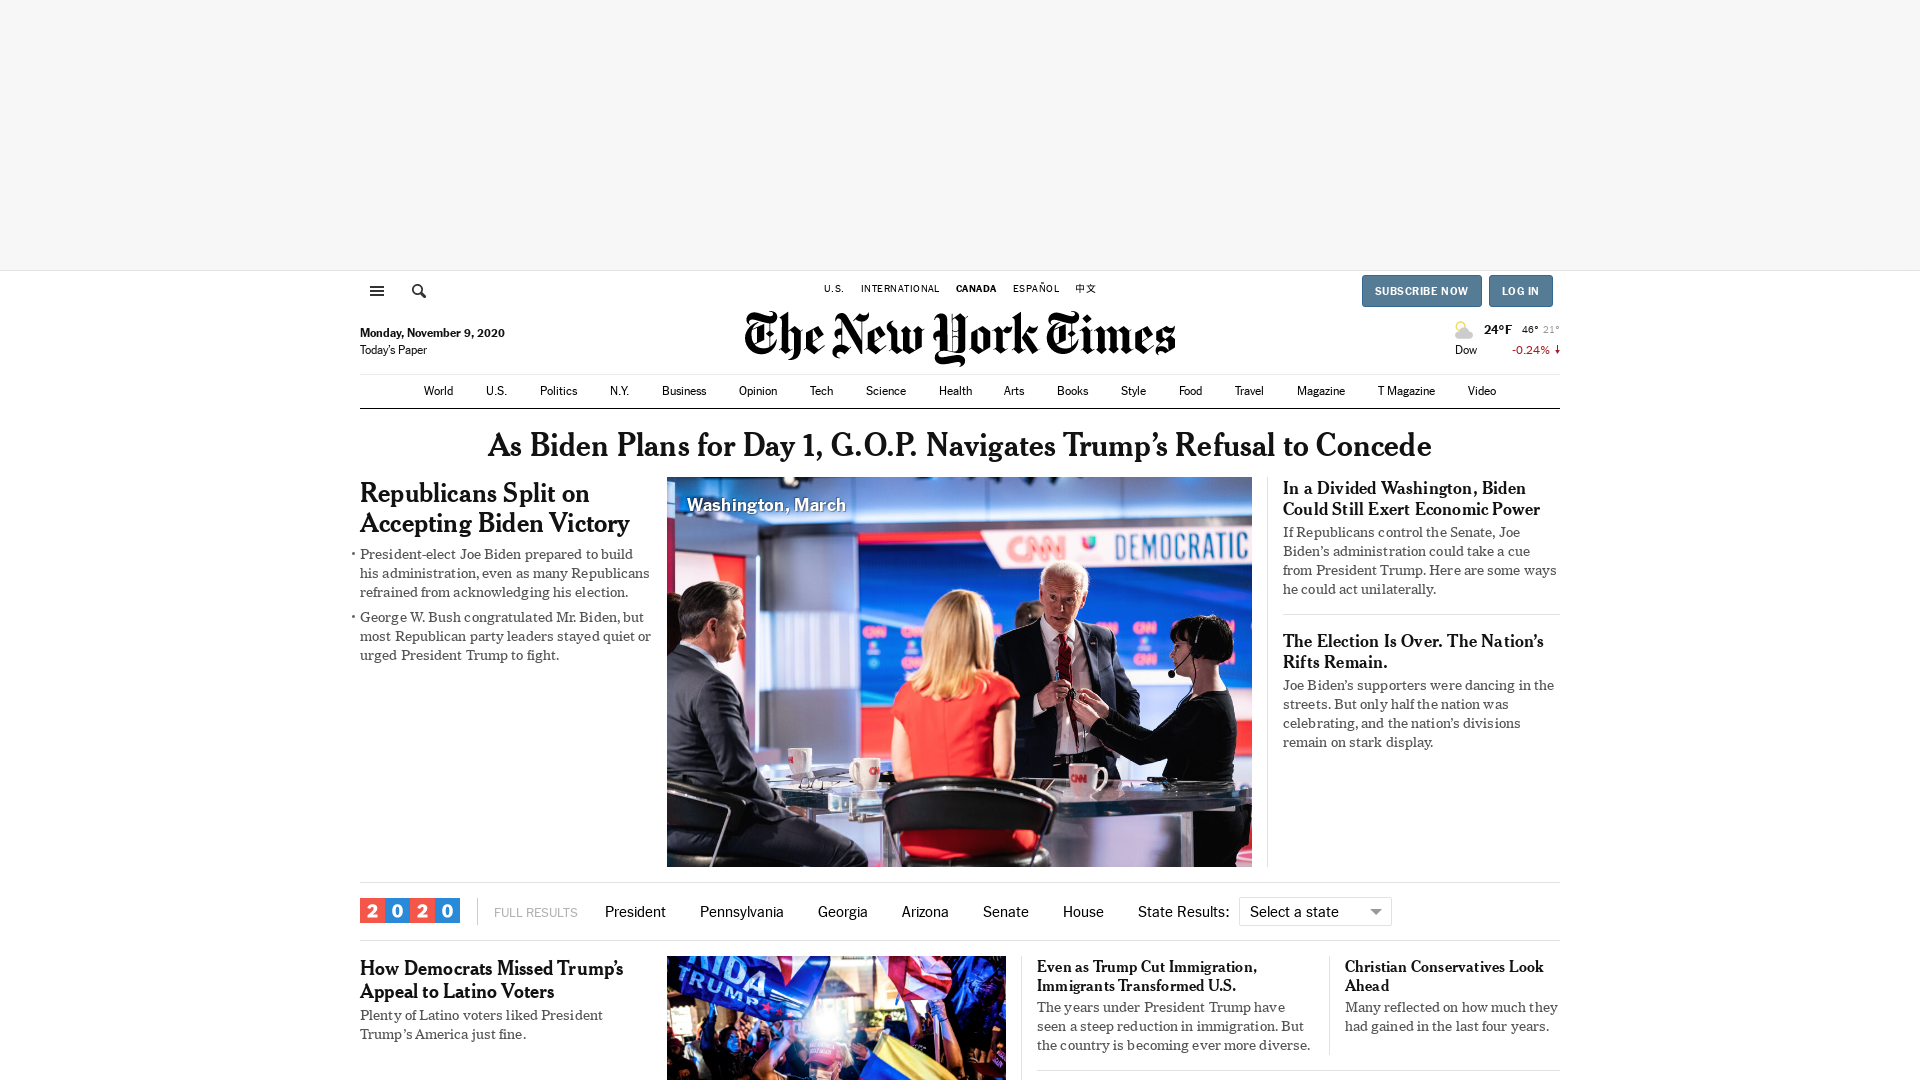 U.S. INTERNATIONAL CANADA ESPAÑOL 中文
SUBSCRIBE NOW LOG IN
Monday, November 9, 2020
Today's Paper
The New York Times
24°F 46° 21°
Dow -0.24%
World U.S. Politics N.Y. Business Opinion Tech Science Health Arts Books Style Food Travel Magazine T Magazine Video
As Biden Plans for Day 1, G.O.P. Navigates Trump's Refusal to Concede
Republicans Split on
Accepting Biden Victory
President-elect Joe Biden prepared to build
his administration, even as many Republicans
refrained from acknowledging his election.
George W. Bush congratulated Mr. Biden, but
most Republican party leaders stayed quiet or
urged President Trump to fight.
Washington, March
CNN DEMOCRATIC
CNN
CNN
CNN
CNN
CNN
CNN
CNN
In a Divided Washington, Biden
Could Still Exert Economic Power
If Republicans control the Senate, Joe
Biden's administration could take a cue
from President Trump. Here are some ways
he could act unilaterally.
The Election Is Over. The Nation's
Rifts Remain.
Joe Biden's supporters were dancing in the
streets. But only half the nation was
celebrating, and the nation's divisions
remain on stark display.
2020 FULL RESULTS President Pennsylvania Georgia Arizona Senate House State Results: Select a state
How Democrats Missed Trump's
Appeal to Latino Voters
Plenty of Latino voters liked President
Trump's America just fine.
TRUMP
Even as Trump Cut Immigration,
Immigrants Transformed U.S.
The years under President Trump have
seen a steep reduction in immigration. But
the country is becoming ever more diverse.
Christian Conservatives Look
Ahead
Many reflected on how much they
had gained in the last four years.